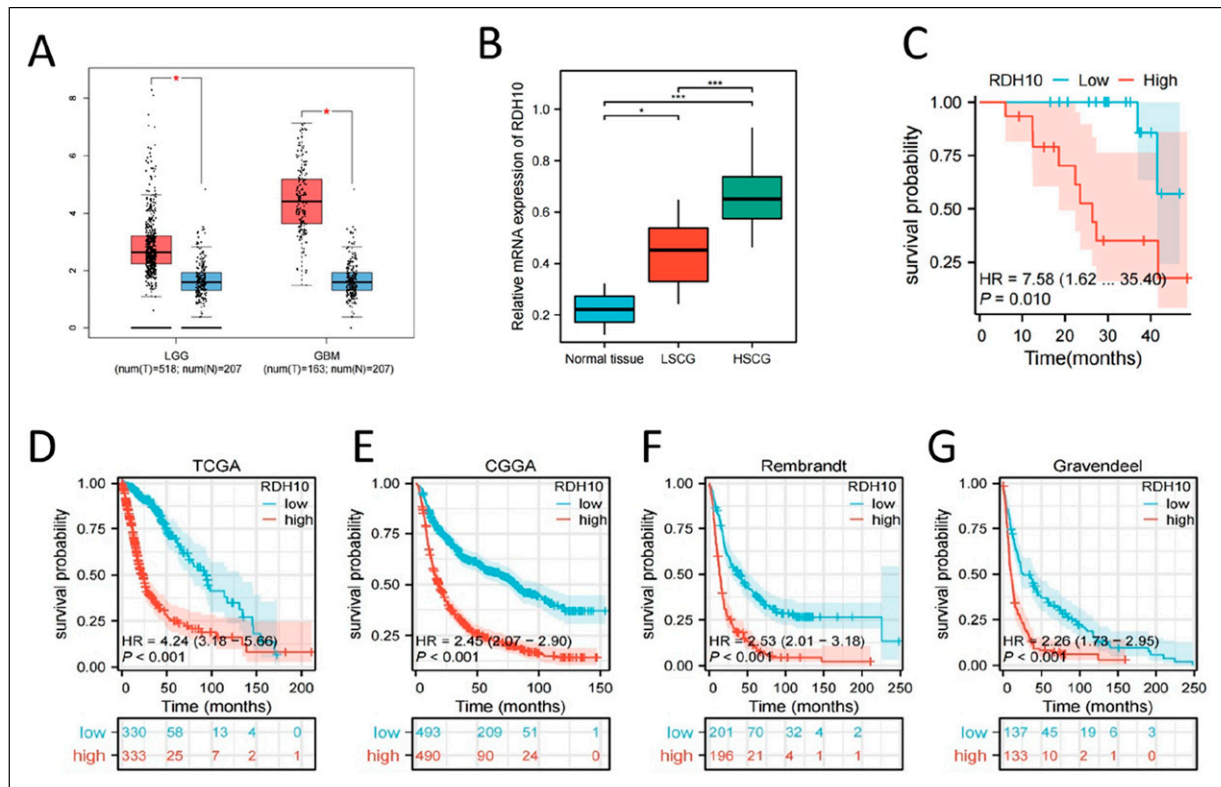 A
*
*
8
6
4
2
0
LGG
(num(T)=518; num(N)=207)
GBM
(num(T)=163; num(N)=207)
B
Relative mRNA expression of RDH10
***
***
*
1.0
0.8
0.6
0.4
0.2
Normal tissue LSCG HSCG
C
RDH10 Low High
survival probability
1.00
0.75
0.50
0.25
HR = 7.58 (1.62 ... 35.40)
P = 0.010
0 10 20 30 40
Time(months)
D
TCGA
RDH10
low
high
survival probability
1.00
0.75
0.50
0.25
0.00
HR = 4.24 (3.18 – 5.66)
P < 0.001
0 50 100 150 200
Time (months)
low 330 58 13 4 0
high 333 25 7 2 1
E
CGGA
RDH10
low
high
survival probability
1.00
0.75
0.50
0.25
HR = 2.45 (2.07 – 2.90)
P < 0.001
0 50 100 150
Time (months)
low 493 209 51 1
high 490 90 24 0
F
Rembrandt
RDH10
low
high
survival probability
1.00
0.75
0.50
0.25
0.00
HR = 2.53 (2.01 – 3.18)
P < 0.001
0 50 100 150 200 250
Time (months)
low 201 70 32 4 2
high 196 21 4 1 1
G
Gravendeel
RDH10
low
high
survival probability
1.00
0.75
0.50
0.25
0.00
HR = 2.26 (1.73 – 2.95)
P < 0.001
0 50 100 150 200 250
Time (months)
low 137 45 19 6 3
high 133 10 2 1 0